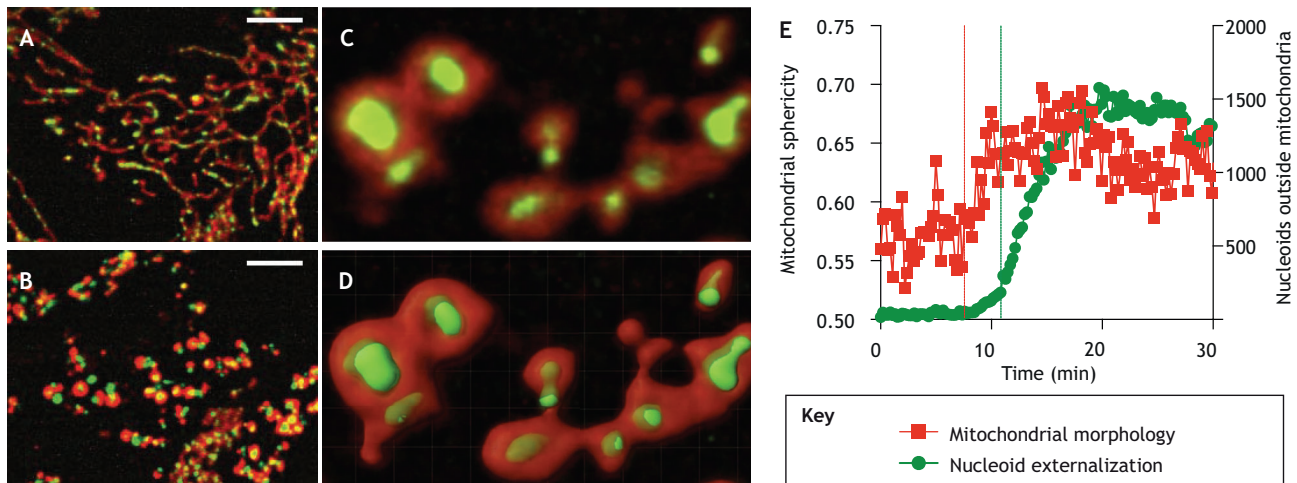 A
B
C
D
E
Mitochondrial sphericity
0.75
0.70
0.65
0.60
0.55
0.50
0
10
20
30
Time (min)
2000
1500
1000
500
Nucleoids outside mitochondria
Key
Mitochondrial morphology
Nucleoid externalization